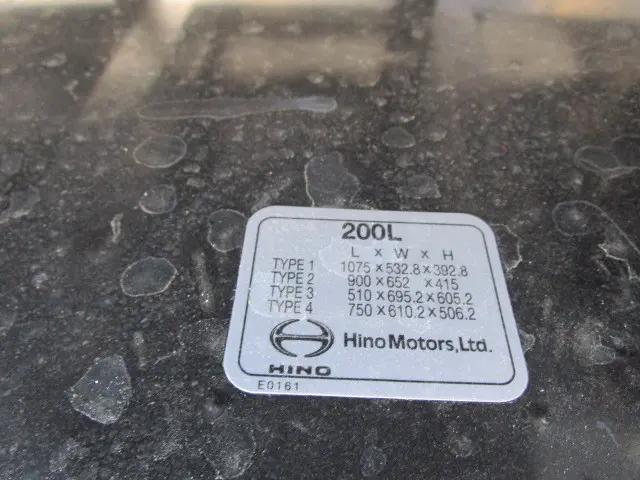 200L
L × W × H
TYPE 1 1075×532.8×392.8
TYPE 2 900×652 ×415
TYPE 3 510×695.2×605.2
TYPE 4 750×610.2×506.2
HINO Hino Motors, Ltd.
E0161